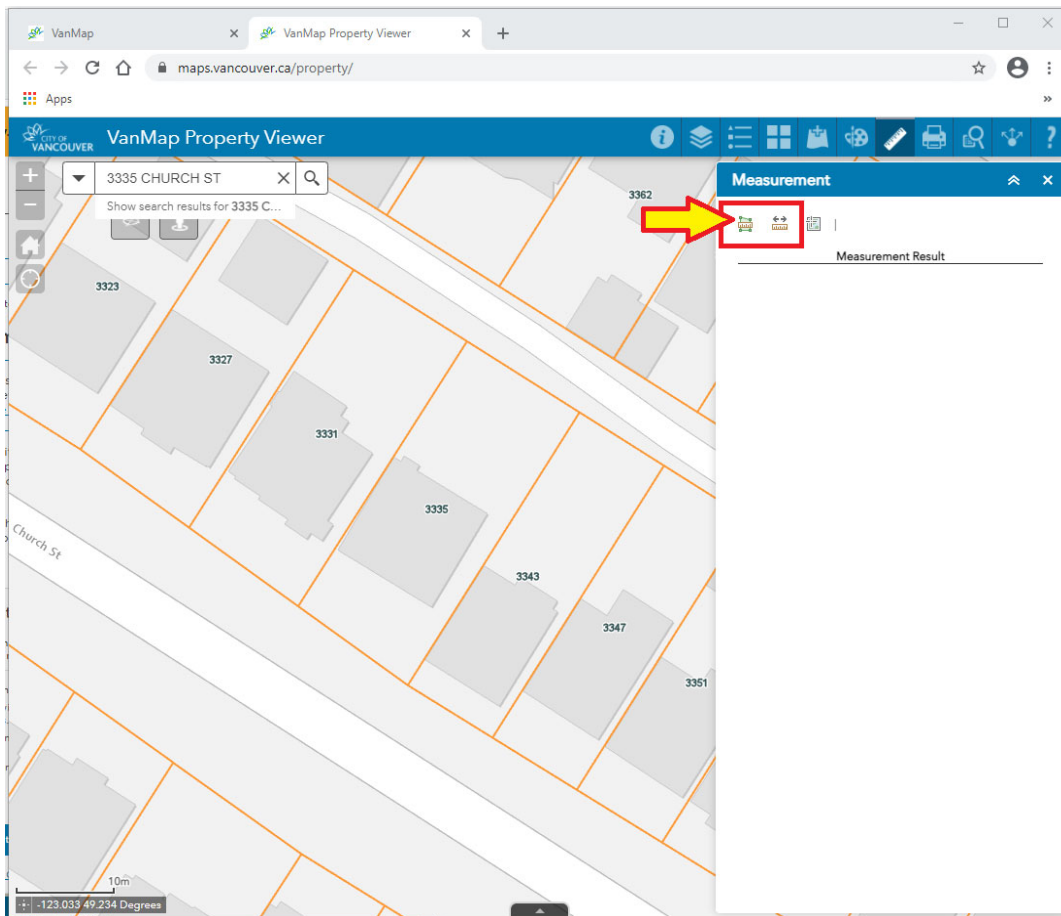 VanMap
VanMap Property Viewer
maps.vancouver.ca/property/
Apps
»
CITY OF
VANCOUVER
VanMap Property Viewer
3335 CHURCH ST
Show search results for 3335 C...
Measurement
Measurement Result
3362
3323
3327
3331
3335
3343
3347
3351
Church St
10m
-123.033 49.234 Degrees